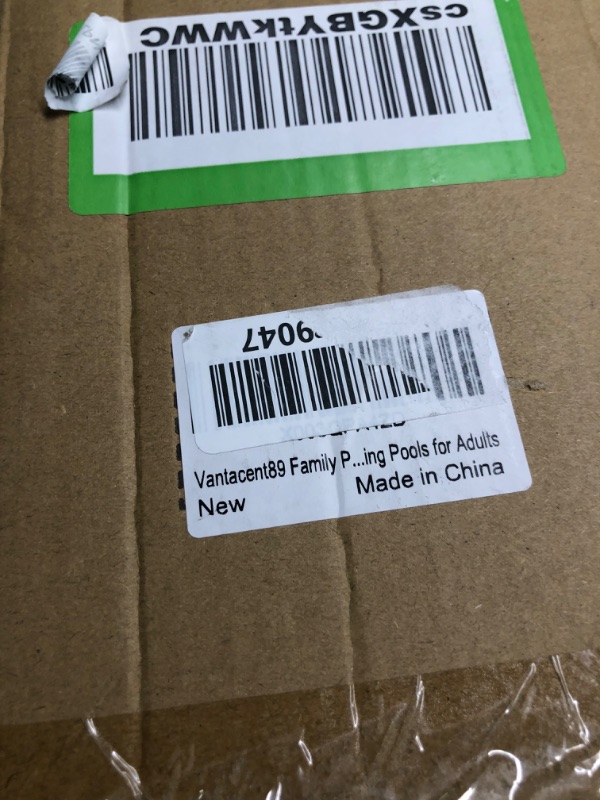 csXGBYtkWWC
9047
Vantacent89 Family P...ing Pools for Adults
New
Made in China